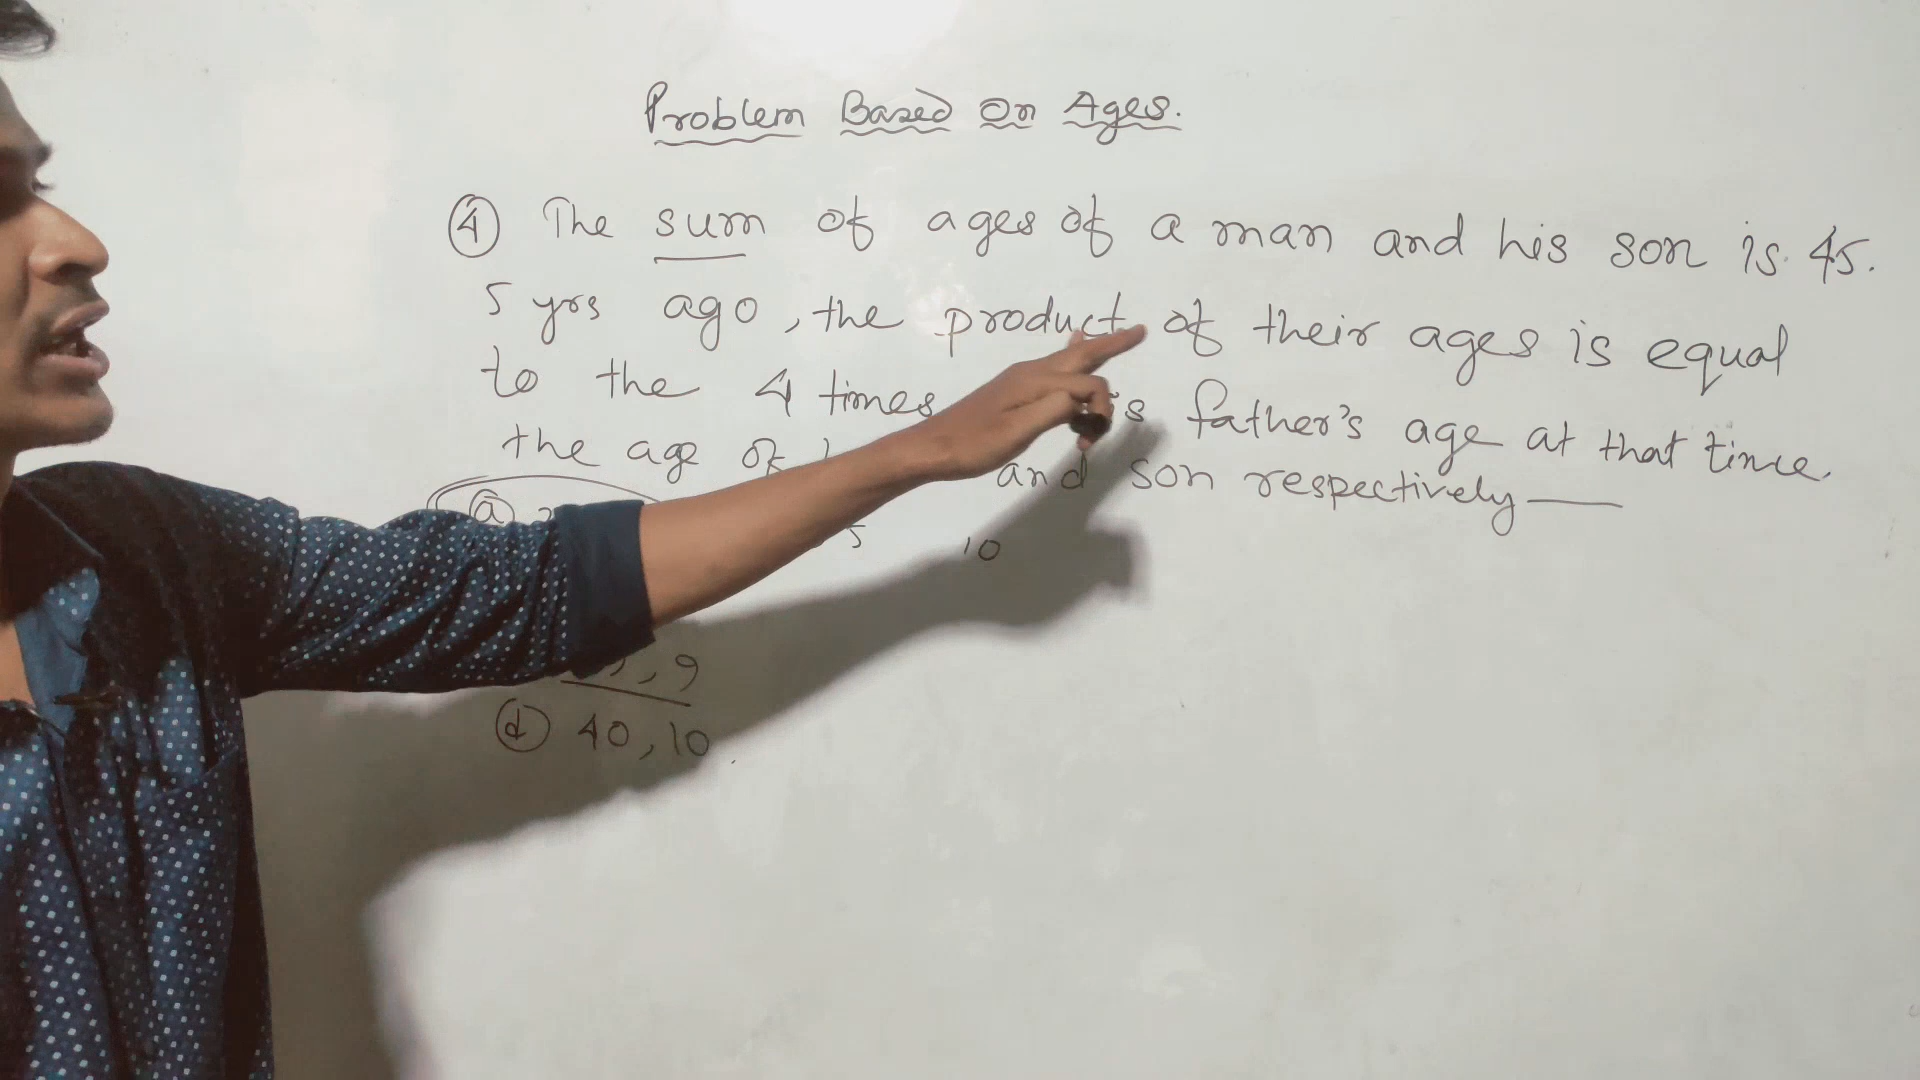 Problem Based On Ages.
④ The sum of ages of a man and his son is 45.
5 yrs ago, the product of their ages is equal
to the 4 times father's age at that time.
the age of and son respectively —
ⓐ 5 10
, 9
ⓓ 40, 10